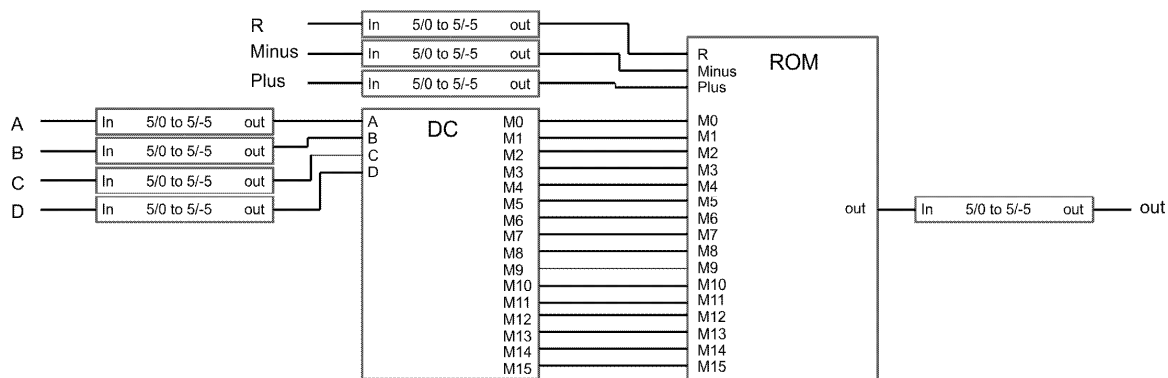 R In 5/0 to 5/-5 out
Minus In 5/0 to 5/-5 out
Plus In 5/0 to 5/-5 out
A In 5/0 to 5/-5 out
B In 5/0 to 5/-5 out
C In 5/0 to 5/-5 out
D In 5/0 to 5/-5 out
DC
A
B
C
D
M0
M1
M2
M3
M4
M5
M6
M7
M8
M9
M10
M11
M12
M13
M14
M15
ROM
R
Minus
Plus
M0
M1
M2
M3
M4
M5
M6
M7
M8
M9
M10
M11
M12
M13
M14
M15
out
In 5/0 to 5/-5 out
out